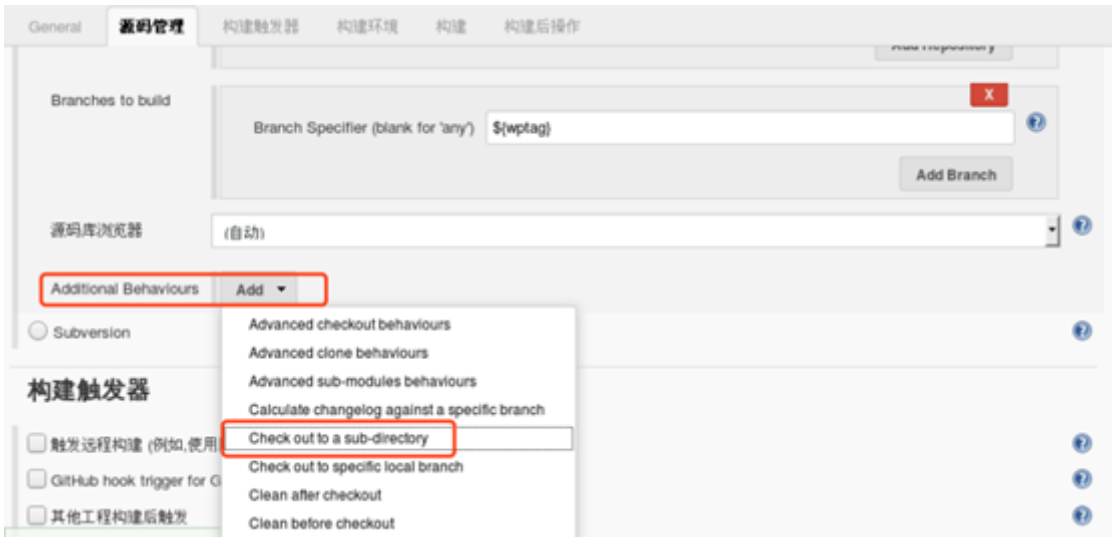 General 源码管理 构建触发器 构建环境 构建 构建后操作
Add Repository
Branches to build
X
Branch Specifier (blank for 'any') ${wptag}
Add Branch
源码库浏览器 (自动)
Additional Behaviours Add
Advanced checkout behaviours
Subversion
Advanced clone behaviours
Advanced sub-modules behaviours
构建触发器
Calculate changelog against a specific branch
触发远程构建 (例如,使用 Check out to a sub-directory
Check out to specific local branch
GitHub hook trigger for G
Clean after checkout
其他工程构建后触发
Clean before checkout